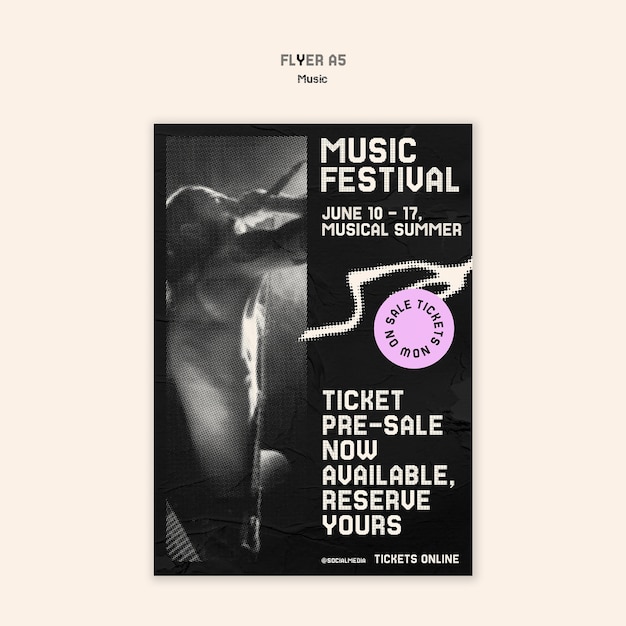 FLYER A5
Music
MUSIC
FESTIVAL
JUNE 10 - 17,
MUSICAL SUMMER
SALE TICKETS NOW ON
TICKET
PRE-SALE
NOW
AVAILABLE,
RESERVE
YOURS
@SOCIALMEDIA
TICKETS ONLINE